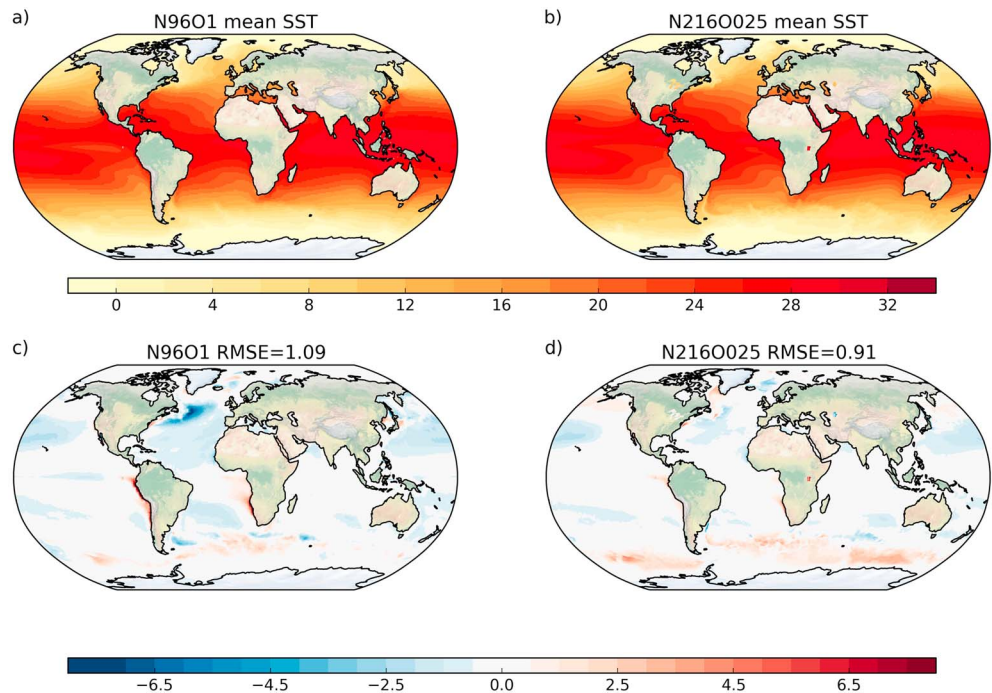 a)
N96O1 mean SST
b)
N216O025 mean SST
0 4 8 12 16 20 24 28 32
c)
N96O1 RMSE=1.09
d)
N216O025 RMSE=0.91
−6.5 −4.5 −2.5 0.0 2.5 4.5 6.5